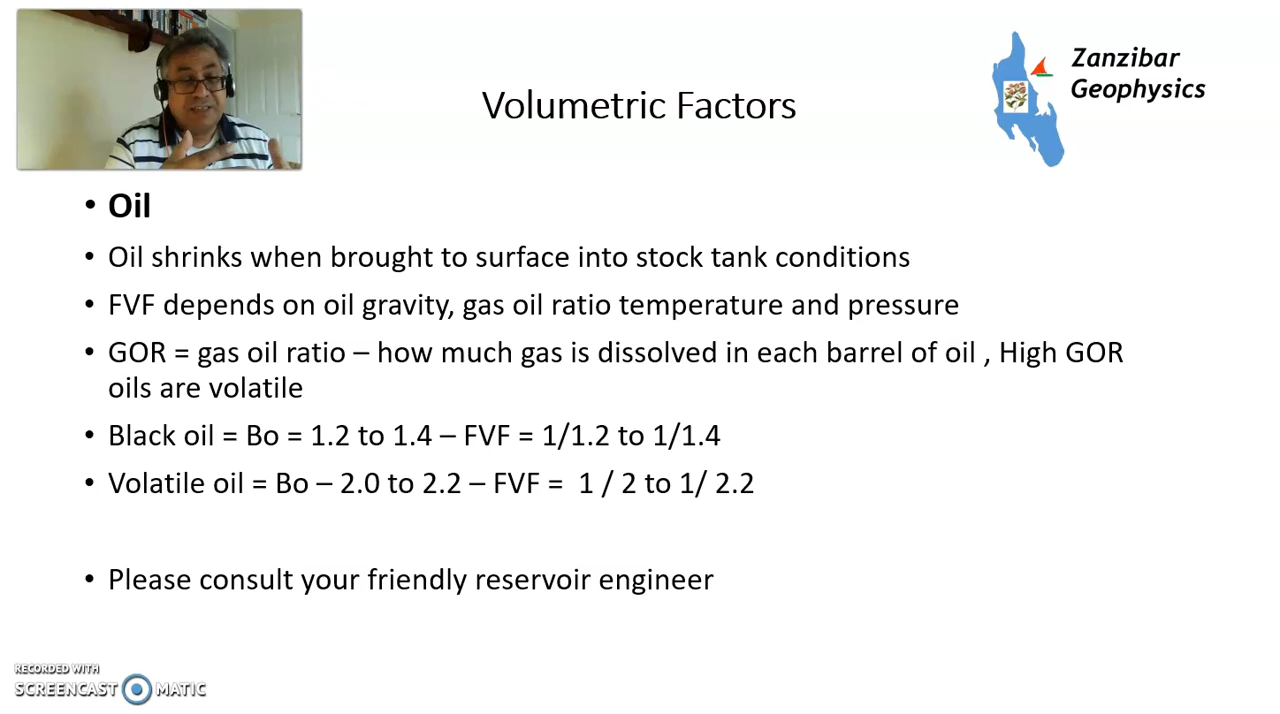 Zanzibar
Geophysics
Volumetric Factors
• Oil
• Oil shrinks when brought to surface into stock tank conditions
• FVF depends on oil gravity, gas oil ratio temperature and pressure
• GOR = gas oil ratio – how much gas is dissolved in each barrel of oil , High GOR
oils are volatile
• Black oil = Bo = 1.2 to 1.4 – FVF = 1/1.2 to 1/1.4
• Volatile oil = Bo – 2.0 to 2.2 – FVF =  1 / 2 to 1/ 2.2
• Please consult your friendly reservoir engineer
RECORDED WITH
SCREENCAST MATIC